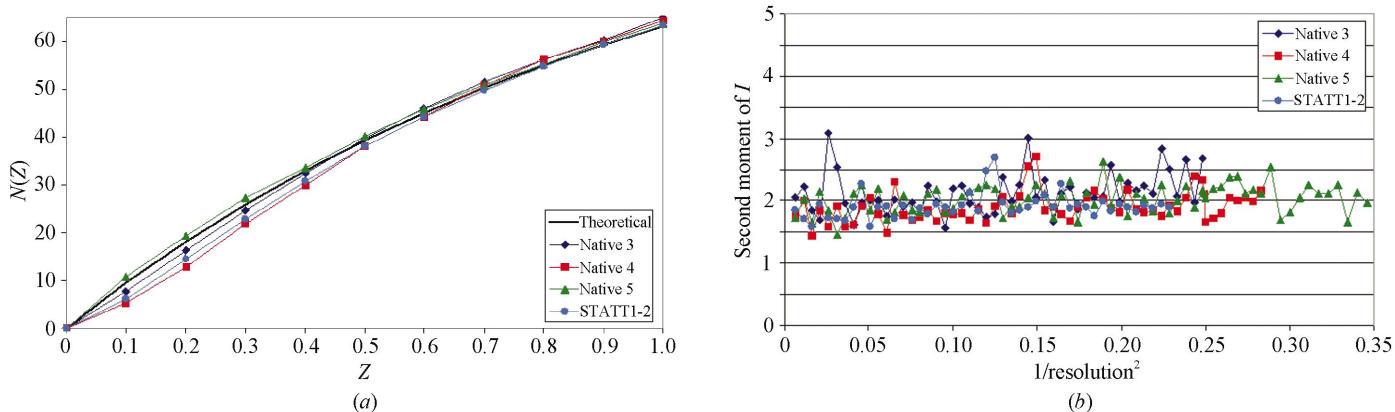 60
50
40
30
20
10
0
N(Z)
Theoretical
Native 3
Native 4
Native 5
STATT1-2
0 0.1 0.2 0.3 0.4 0.5 0.6 0.7 0.8 0.9 1.0
Z
(a)
5
4
3
2
1
0
Second moment of I
Native 3
Native 4
Native 5
STATT1-2
0 0.05 0.10 0.15 0.20 0.25 0.30 0.35
1/resolution²
(b)